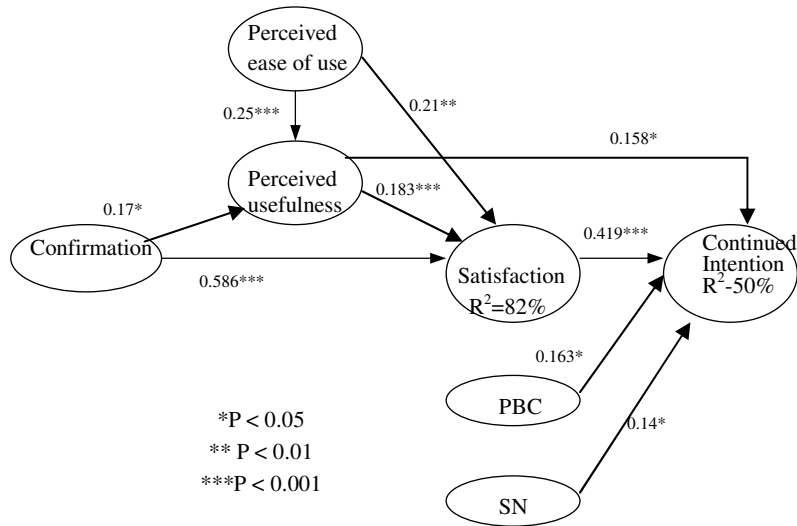 Perceived
ease of use
0.25***
0.21**
0.158*
Perceived
usefulness
0.183***
0.17*
Confirmation
0.586***
Satisfaction
R²=82%
0.419***
Continued
Intention
R²-50%
0.163*
PBC
0.14*
SN
*P < 0.05
** P < 0.01
***P < 0.001